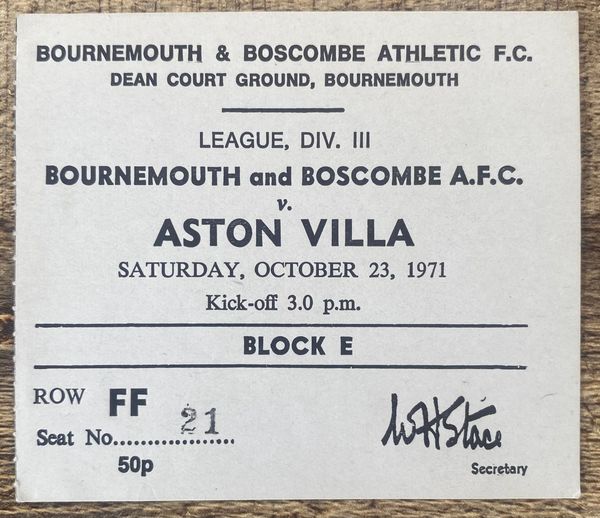 BOURNEMOUTH & BOSCOMBE ATHLETIC F.C.
DEAN COURT GROUND, BOURNEMOUTH
LEAGUE, DIV. III
BOURNEMOUTH and BOSCOMBE A.F.C.
v.
ASTON VILLA
SATURDAY, OCTOBER 23, 1971
Kick-off 3.0 p.m.
BLOCK E
ROW FF
Seat No. 21
50p
WHStace
Secretary